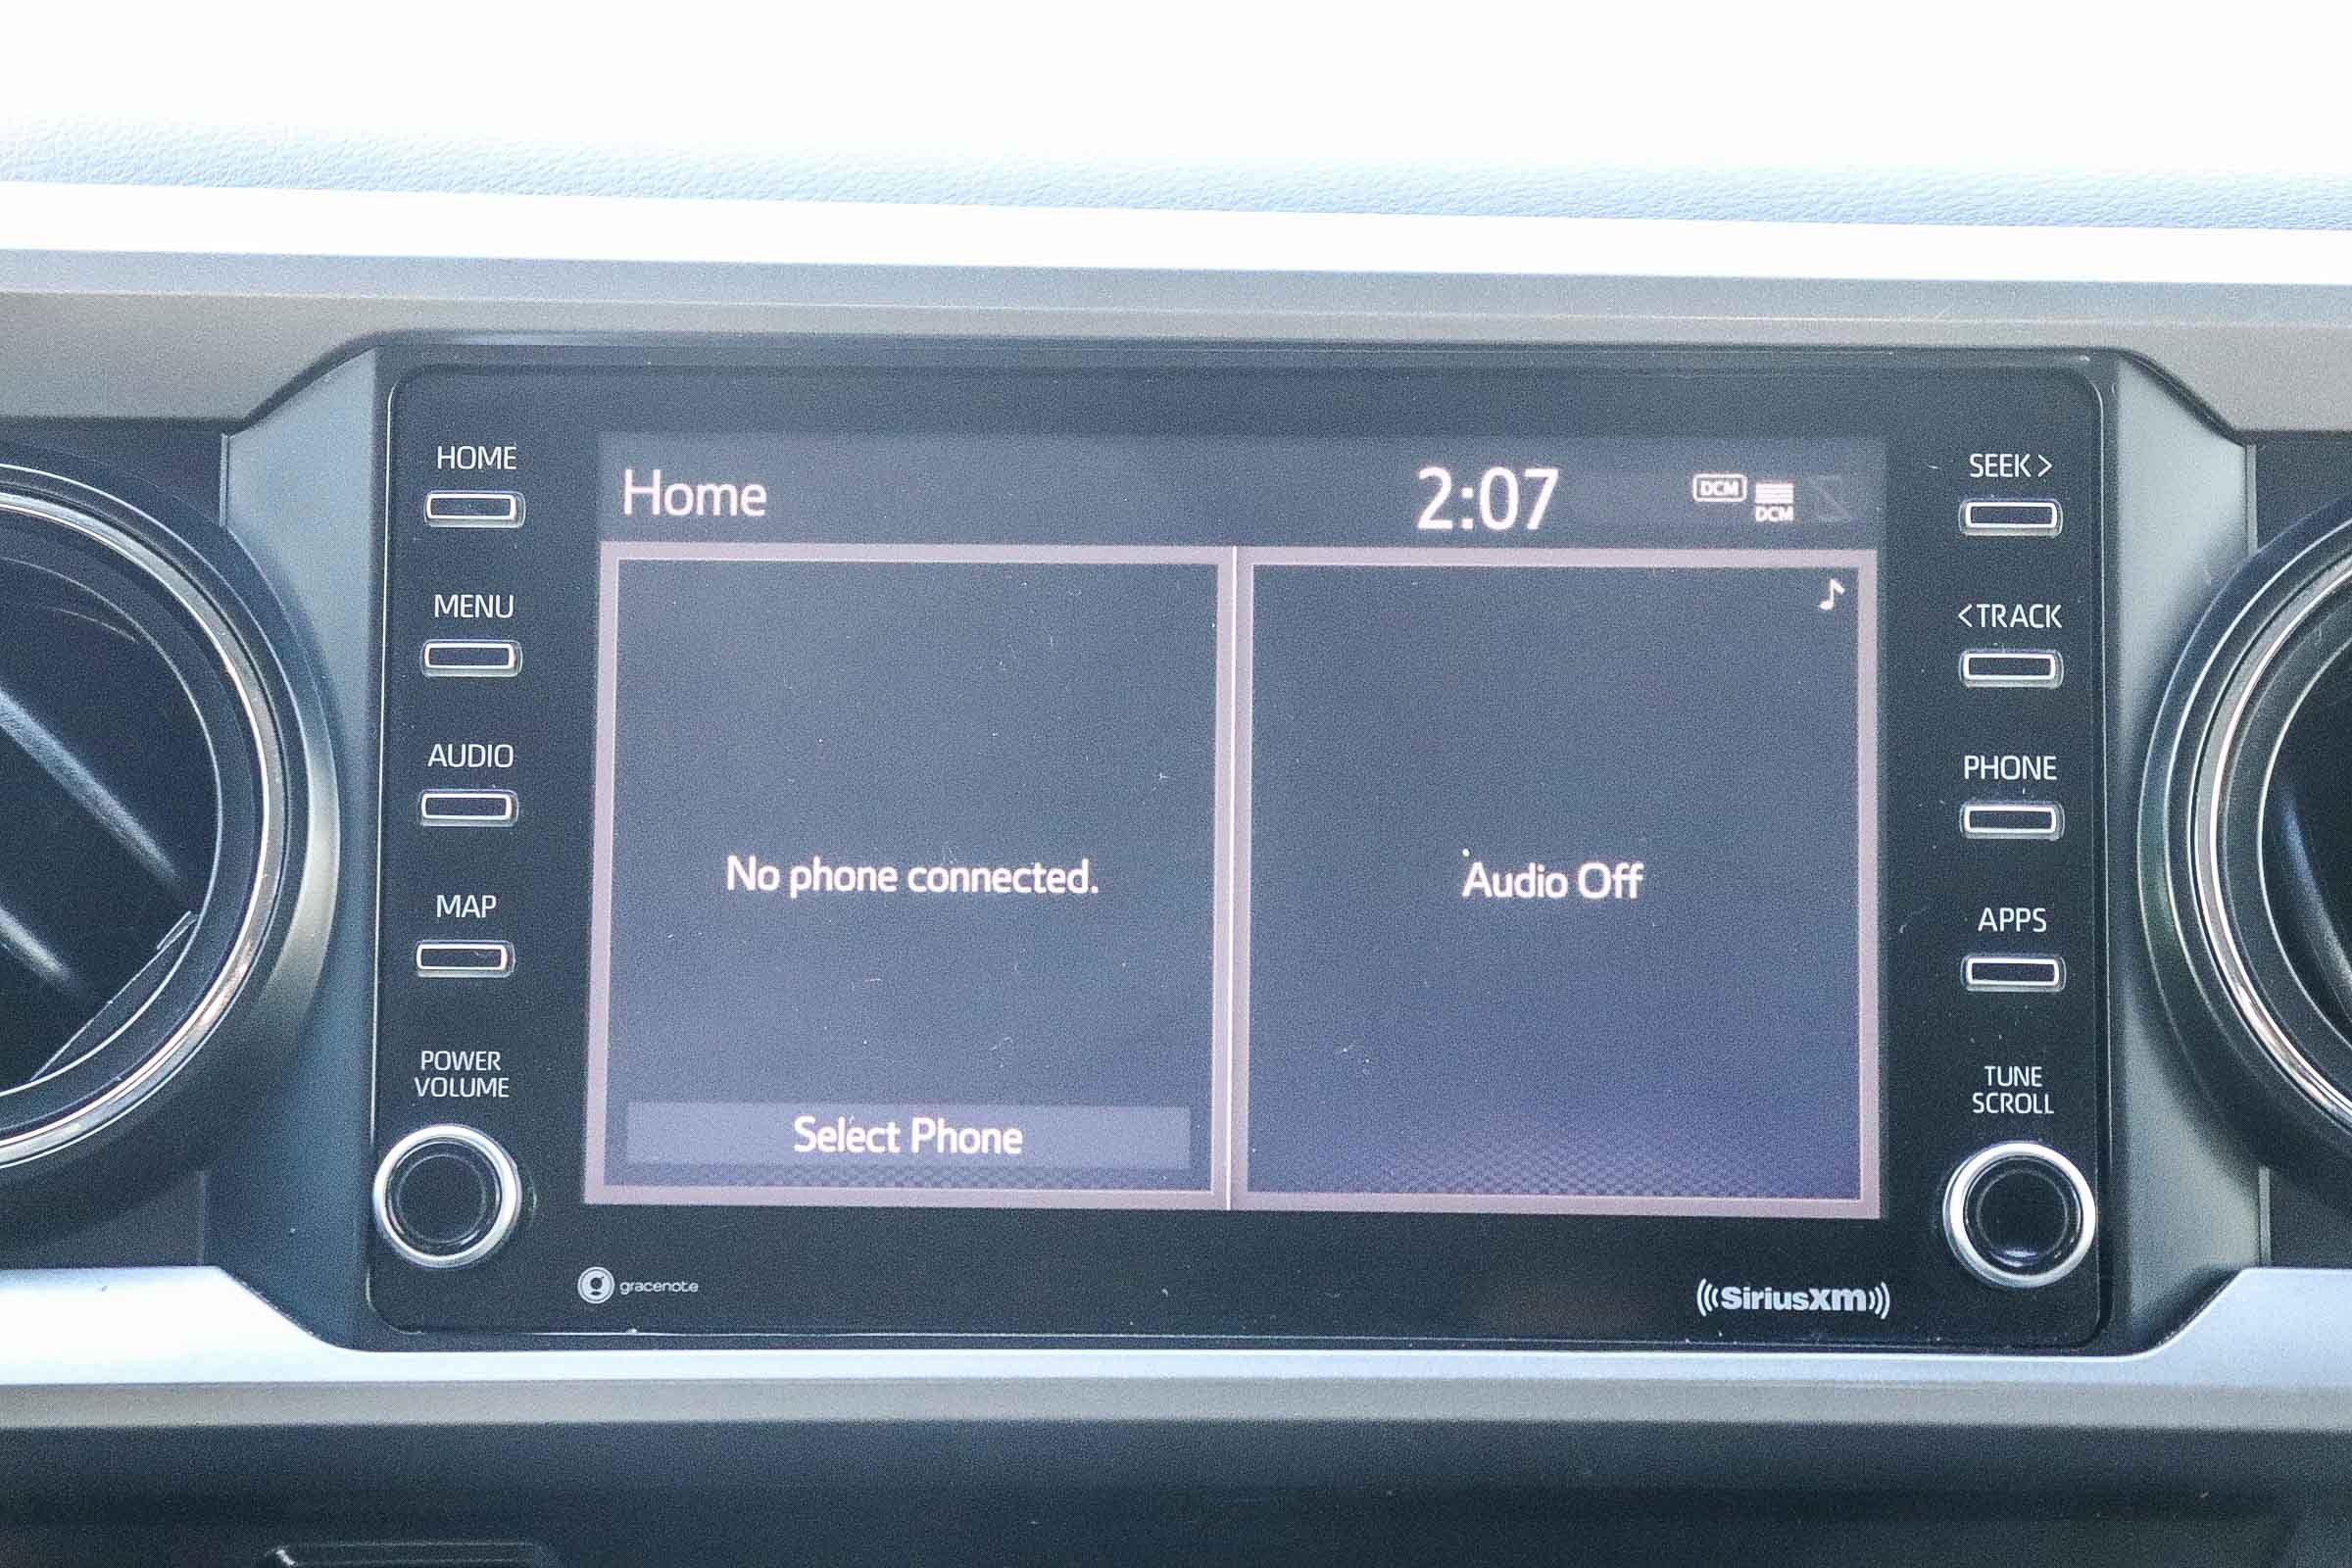 HOME
MENU
AUDIO
MAP
POWER
VOLUME
Home
2:07
DCM
DCM
No phone connected.
Select Phone
Audio Off
gracenote
SiriusXM
SEEK >
< TRACK
PHONE
APPS
TUNE
SCROLL